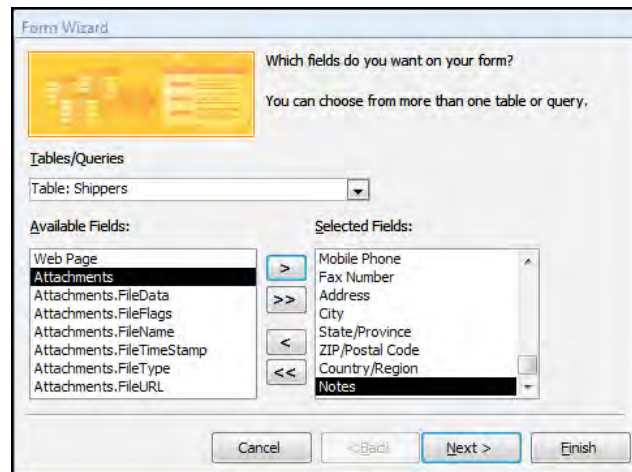 Form Wizard
Which fields do you want on your form?
You can choose from more than one table or query.
Tables/Queries
Table: Shippers
Available Fields:
Selected Fields:
Web Page
Attachments
Attachments.FileData
Attachments.FileFlags
Attachments.FileName
Attachments.FileTimeStamp
Attachments.FileType
Attachments.FileURL
>
>>
<
<<
Mobile Phone
Fax Number
Address
City
State/Province
ZIP/Postal Code
Country/Region
Notes
Cancel
< Back
Next >
Finish